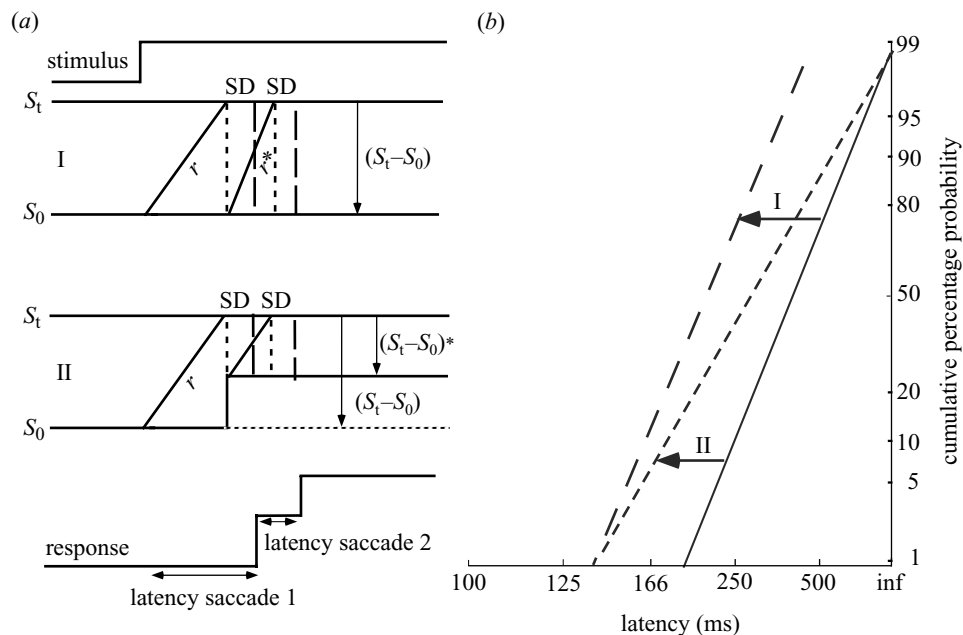 (a)
stimulus
SD SD
St
I
r
r*
(St–S0)
S0
SD SD
St
(St–S0)*
II
r
(St–S0)
S0
response
latency saccade 2
latency saccade 1
(b)
99
95
90
80
50
20
10
5
1
I
II
cumulative percentage probability
100 125 166 250 500 inf
latency (ms)